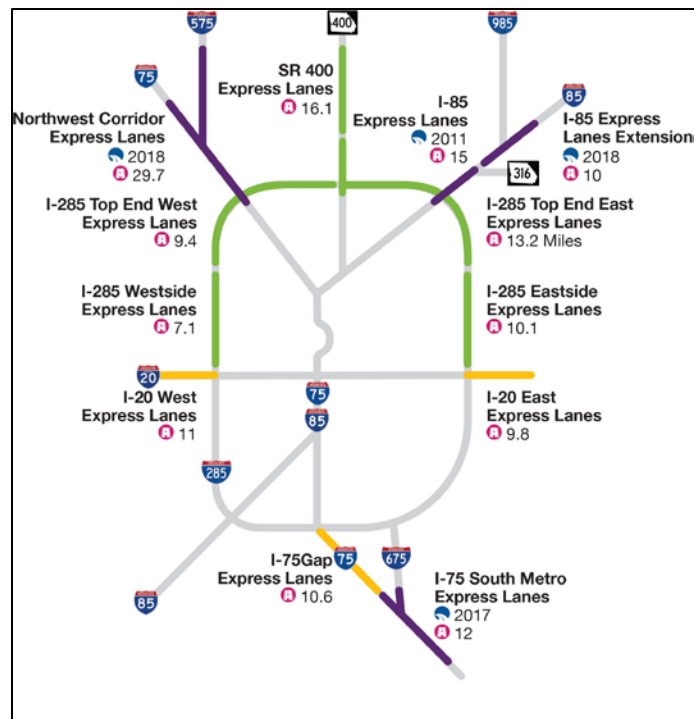 575
400
985
75
SR 400
Express Lanes
16.1
I-85
Express Lanes
2011
15
85
I-85 Express
Lanes Extension
2018
10
Northwest Corridor
Express Lanes
2018
29.7
316
I-285 Top End West
Express Lanes
9.4
I-285 Top End East
Express Lanes
13.2 Miles
I-285 Westside
Express Lanes
7.1
I-285 Eastside
Express Lanes
10.1
20
I-20 West
Express Lanes
11
75
85
I-20 East
Express Lanes
9.8
285
I-75Gap
Express Lanes
10.6
75
675
85
I-75 South Metro
Express Lanes
2017
12